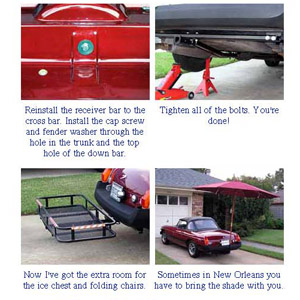 Reinstall the receiver bar to the
cross bar. Install the cap screw
and fender washer through the
hole in the trunk and the top
hole of the down bar.
Tighten all of the bolts. You're
done!
Now I've got the extra room for
the ice chest and folding chairs.
Sometimes in New Orleans you
have to bring the shade with you.